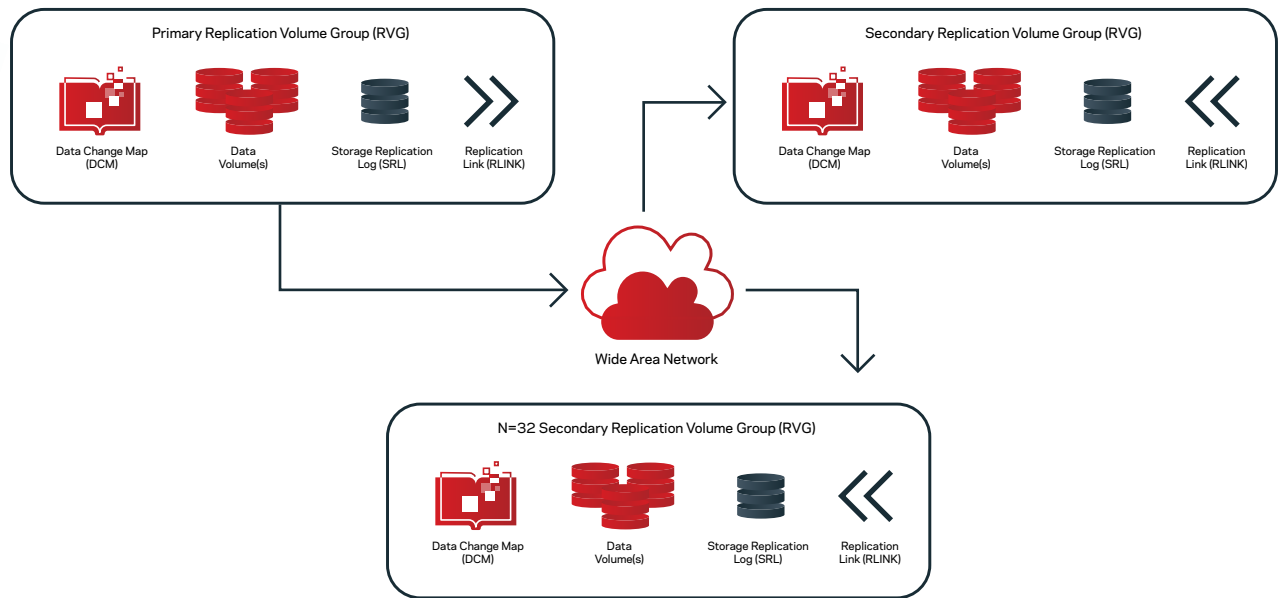 Primary Replication Volume Group (RVG)
Data Change Map
(DCM)
Data
Volume(s)
Storage Replication
Log (SRL)
Replication
Link (RLINK)
Secondary Replication Volume Group (RVG)
Data Change Map
(DCM)
Data
Volume(s)
Storage Replication
Log (SRL)
Replication
Link (RLINK)
Wide Area Network
N=32 Secondary Replication Volume Group (RVG)
Data Change Map
(DCM)
Data
Volume(s)
Storage Replication
Log (SRL)
Replication
Link (RLINK)